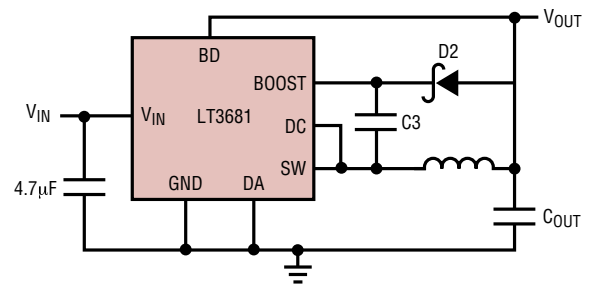 VOUT
BD
D2
BOOST
VIN
VIN
LT3681
DC
C3
SW
4.7µF
GND
DA
COUT